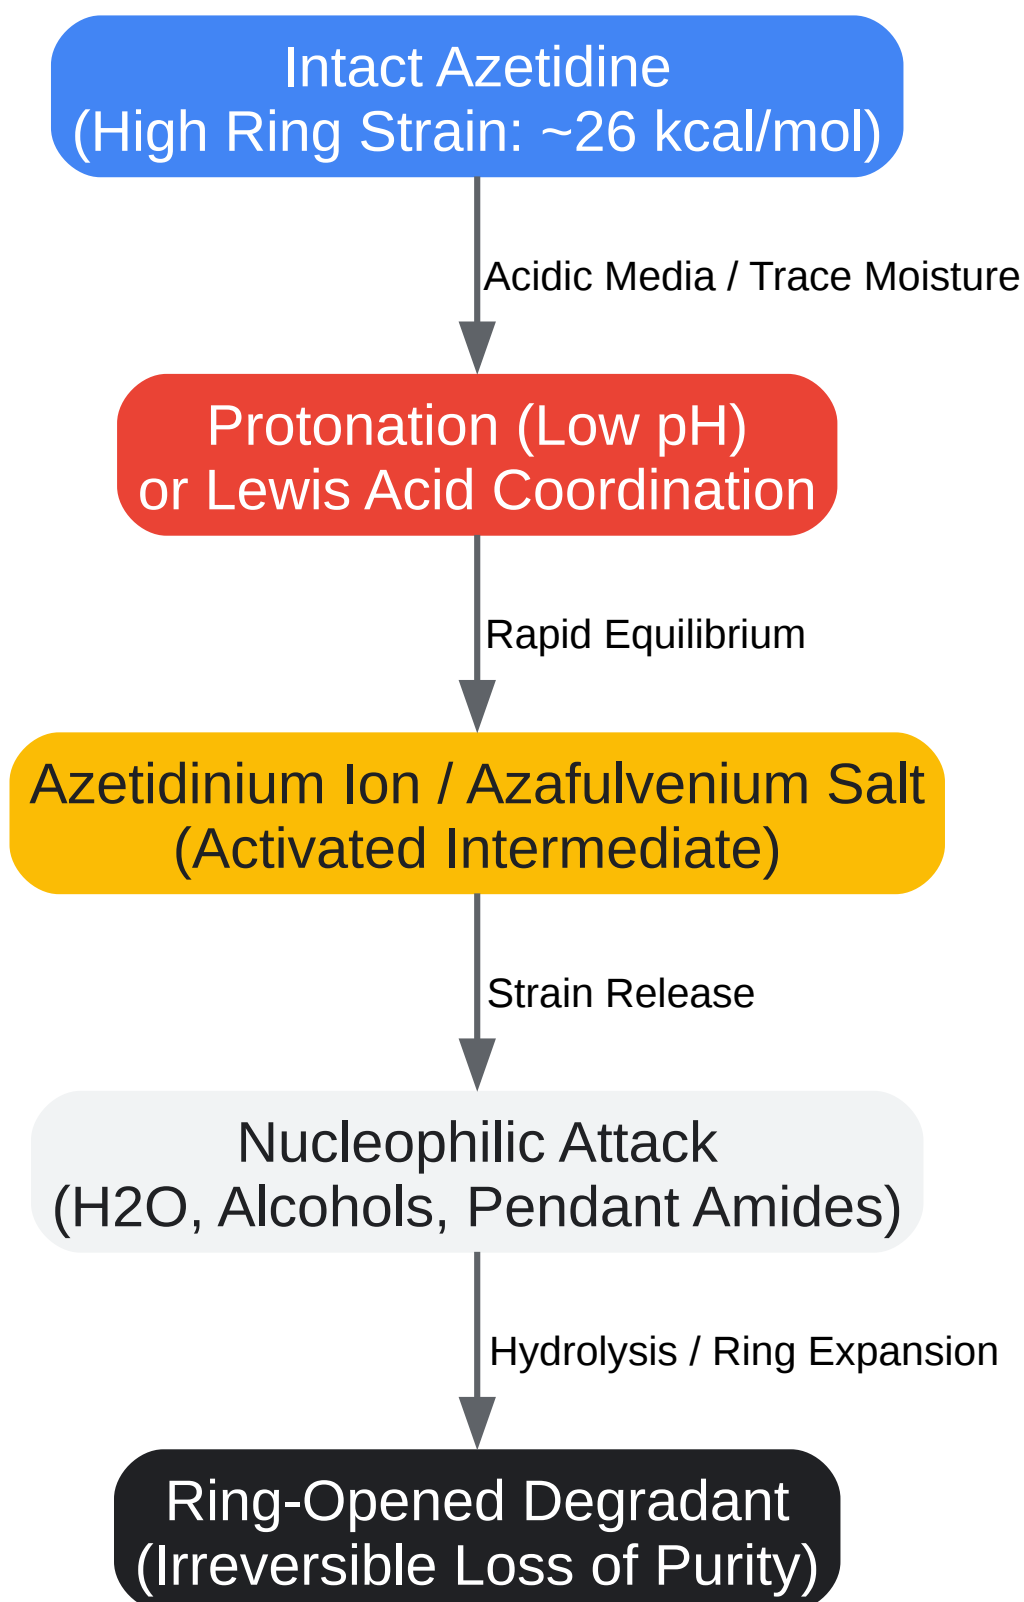 Intact Azetidine
(High Ring Strain: ~26 kcal/mol)
Acidic Media / Trace Moisture
Protonation (Low pH)
or Lewis Acid Coordination
Rapid Equilibrium
Azetidinium Ion / Azafulvenium Salt
(Activated Intermediate)
Strain Release
Nucleophilic Attack
(H2O, Alcohols, Pendant Amides)
Hydrolysis / Ring Expansion
Ring-Opened Degradant
(Irreversible Loss of Purity)